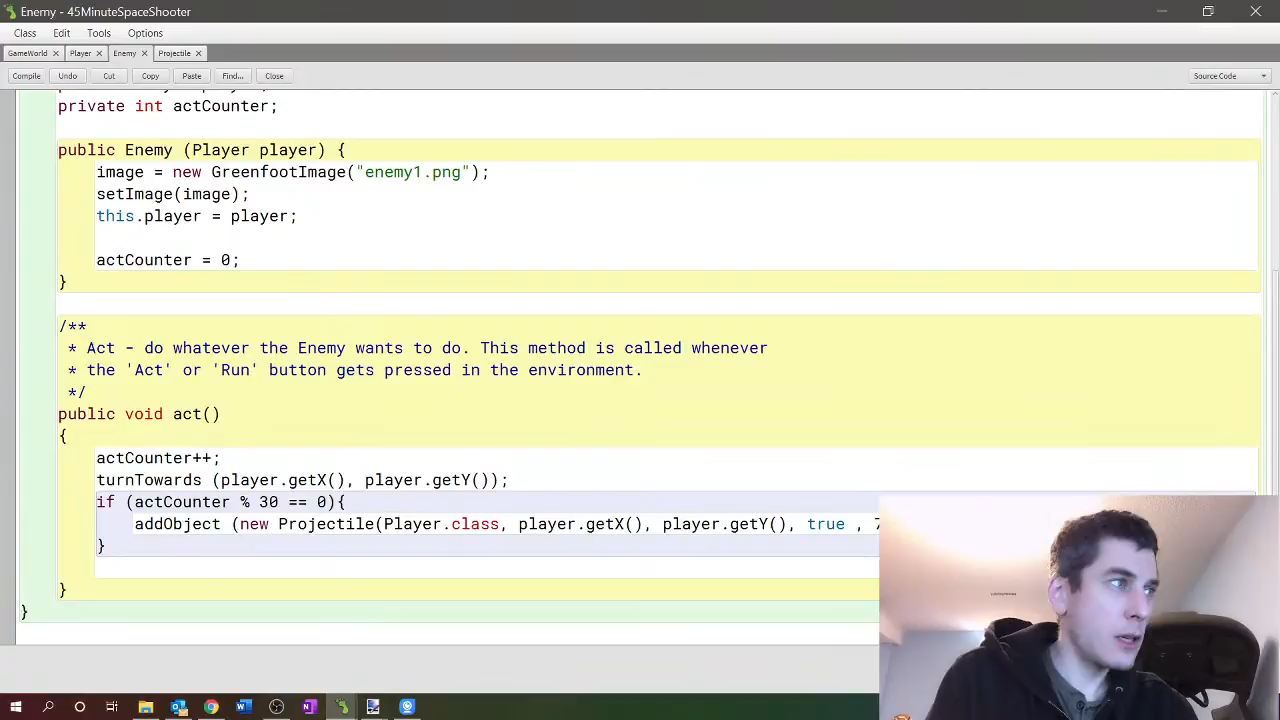 Enemy - 45MinuteSpaceShooter
Class Edit Tools Options
GameWorld Player Enemy Projectile
Compile Undo Cut Copy Paste Find... Close Source Code
private int actCounter;
public Enemy (Player player) {
image = new GreenfootImage("enemy1.png");
setImage(image);
this.player = player;
actCounter = 0;
}
/**
* Act - do whatever the Enemy wants to do. This method is called whenever
* the 'Act' or 'Run' button gets pressed in the environment.
*/
public void act()
{
actCounter++;
turnTowards (player.getX(), player.getY());
if (actCounter % 30 == 0){
addObject (new Projectile(Player.class, player.getX(), player.getY(), true , 7
}
}
}